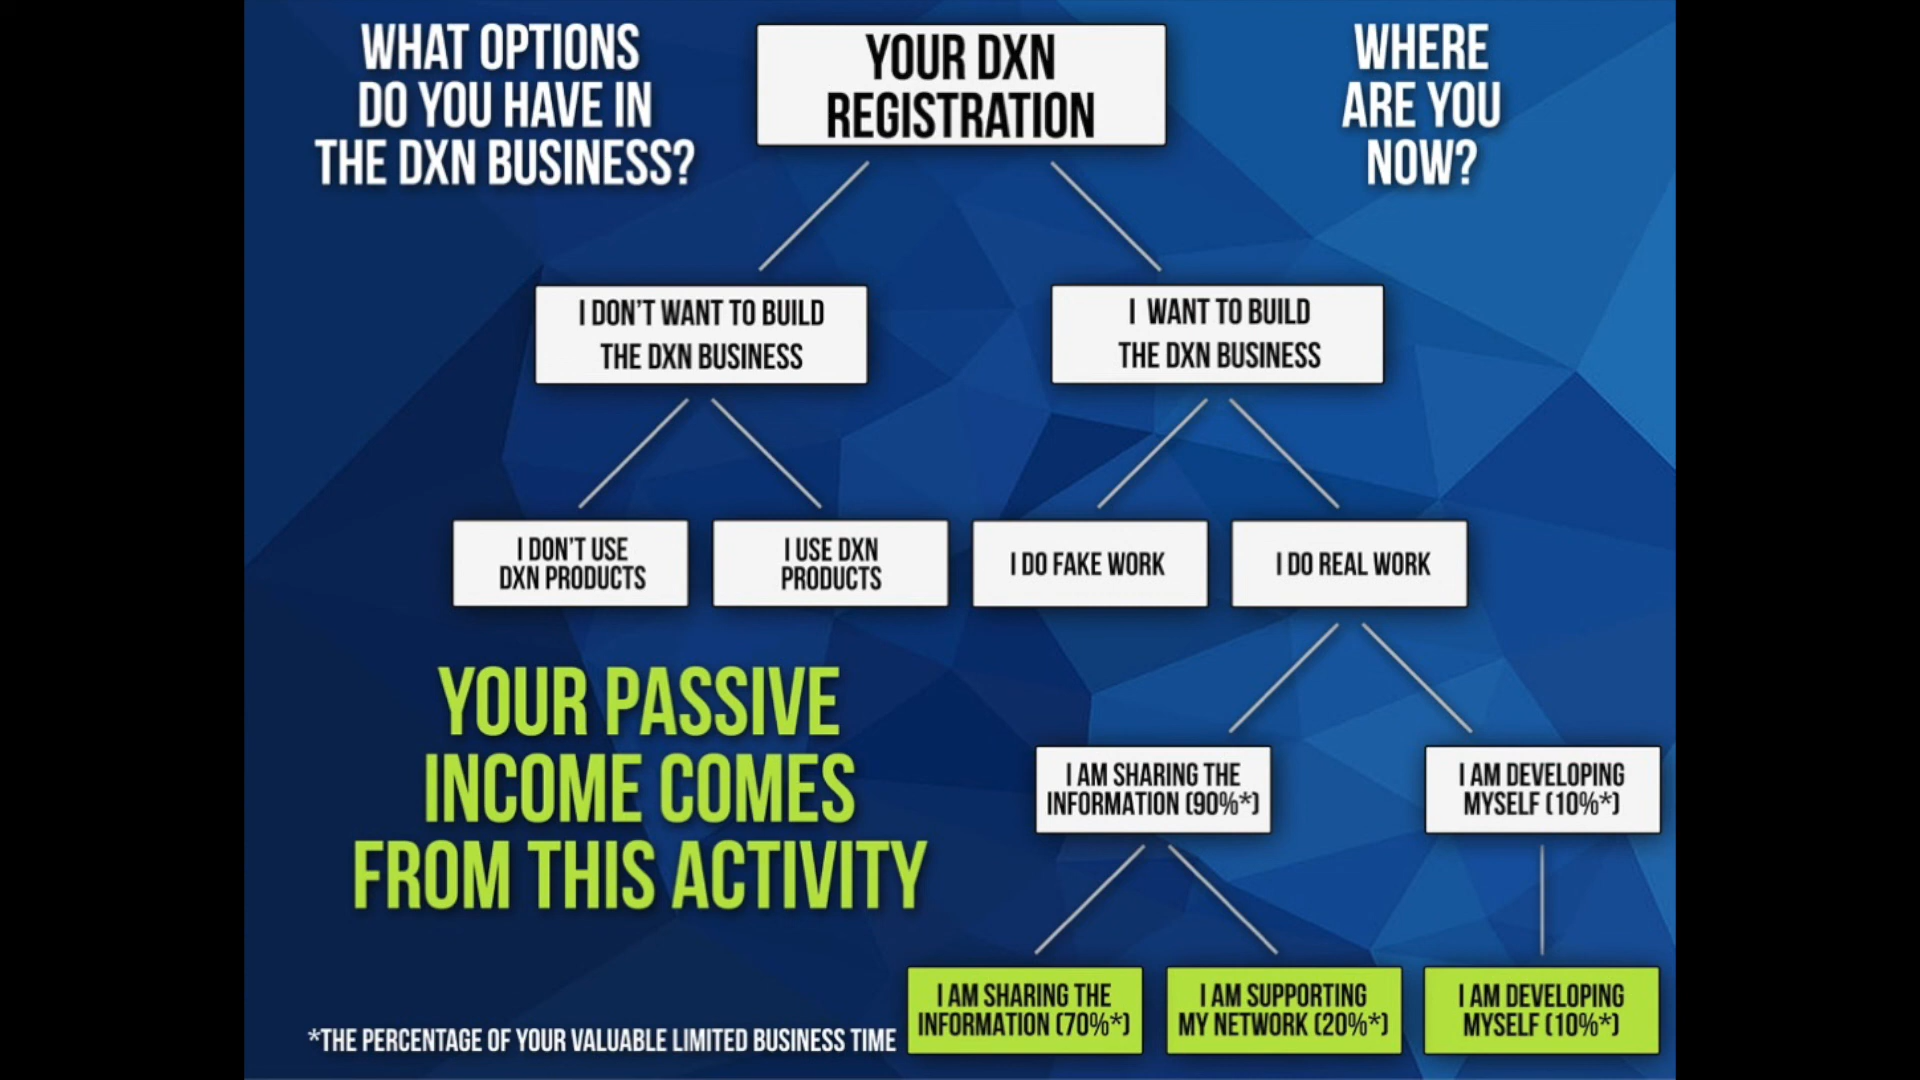 WHAT OPTIONS
DO YOU HAVE IN
THE DXN BUSINESS?
YOUR DXN
REGISTRATION
WHERE
ARE YOU
NOW?
I DON'T WANT TO BUILD
THE DXN BUSINESS
I WANT TO BUILD
THE DXN BUSINESS
I DON'T USE
DXN PRODUCTS
I USE DXN
PRODUCTS
I DO FAKE WORK
I DO REAL WORK
YOUR PASSIVE
INCOME COMES
FROM THIS ACTIVITY
I AM SHARING THE
INFORMATION (90%*)
I AM DEVELOPING
MYSELF (10%*)
I AM SHARING THE
INFORMATION (70%*)
I AM SUPPORTING
MY NETWORK (20%*)
I AM DEVELOPING
MYSELF (10%*)
*THE PERCENTAGE OF YOUR VALUABLE LIMITED BUSINESS TIME